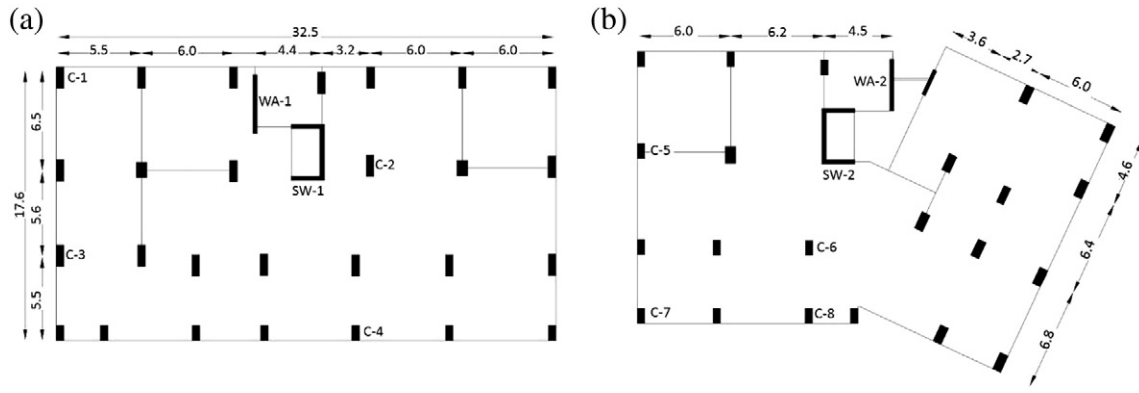 (a)
32.5
5.5 6.0 4.4 3.2 6.0 6.0
C-1
WA-1
6.5
C-2
SW-1
17.6
5.6
C-3
5.5
C-4
(b)
6.0 6.2 4.5
3.6 2.7 6.0
WA-2
C-5
SW-2
4.6
C-6
6.4
C-7 C-8
6.8